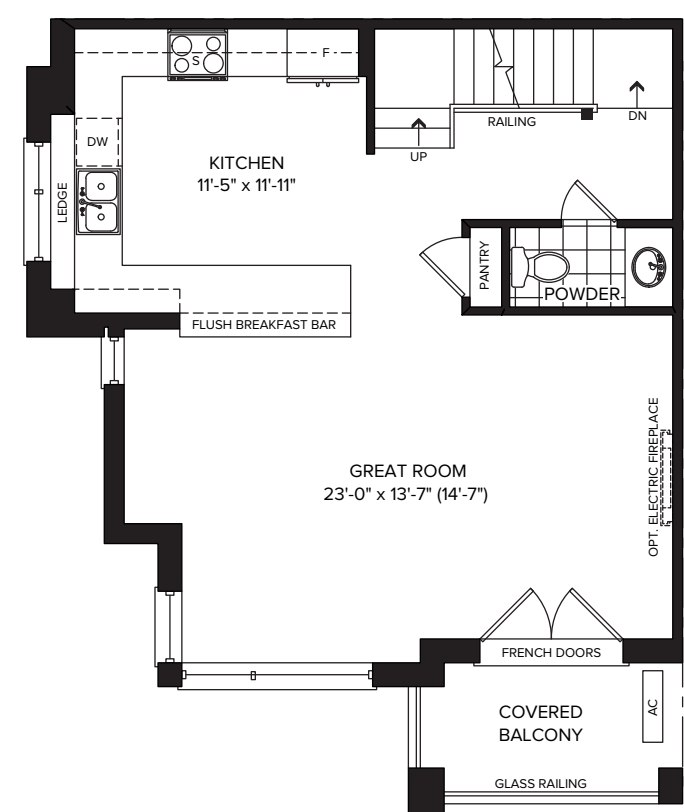 S
F
DW
LEDGE
KITCHEN
11'-5" x 11'-11"
UP
RAILING
DN
PANTRY
POWDER
FLUSH BREAKFAST BAR
GREAT ROOM
23'-0" x 13'-7" (14'-7")
OPT. ELECTRIC FIREPLACE
FRENCH DOORS
COVERED
BALCONY
AC
GLASS RAILING